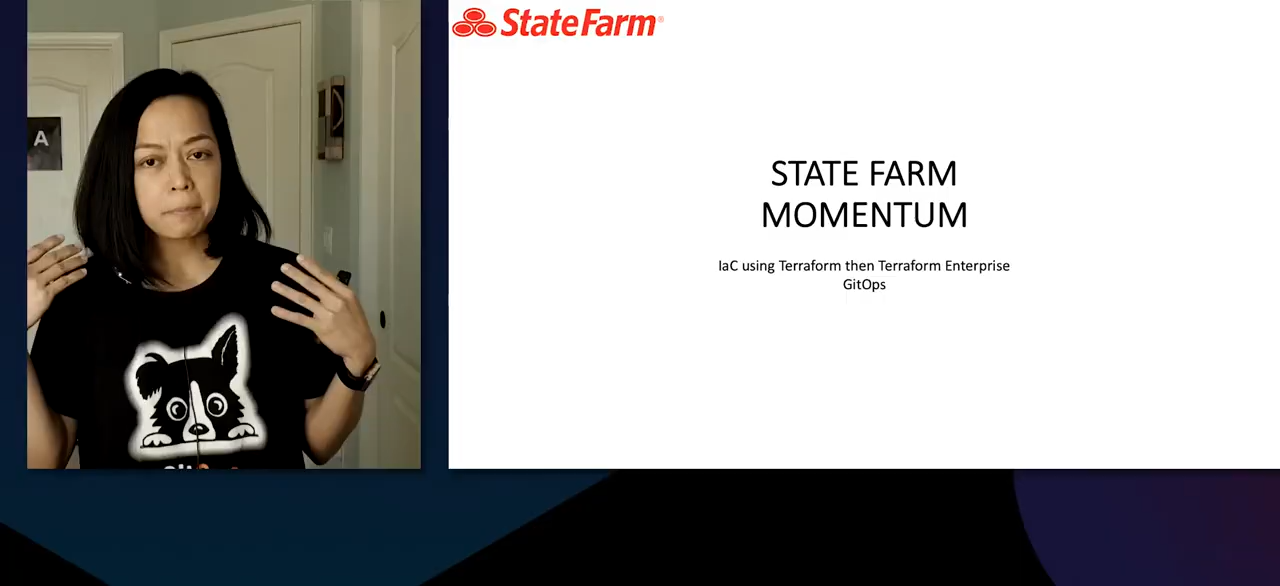 A
StateFarm®
STATE FARM
MOMENTUM
IaC using Terraform then Terraform Enterprise
GitOps